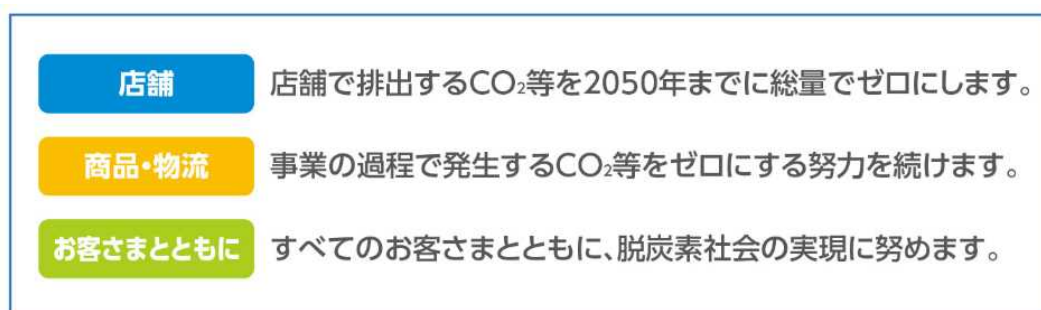 店舗 店舗で排出するCO₂等を2050年までに総量でゼロにします。
商品・物流 事業の過程で発生するCO₂等をゼロにする努力を続けます。
お客さまとともに すべてのお客さまとともに、脱炭素社会の実現に努めます。